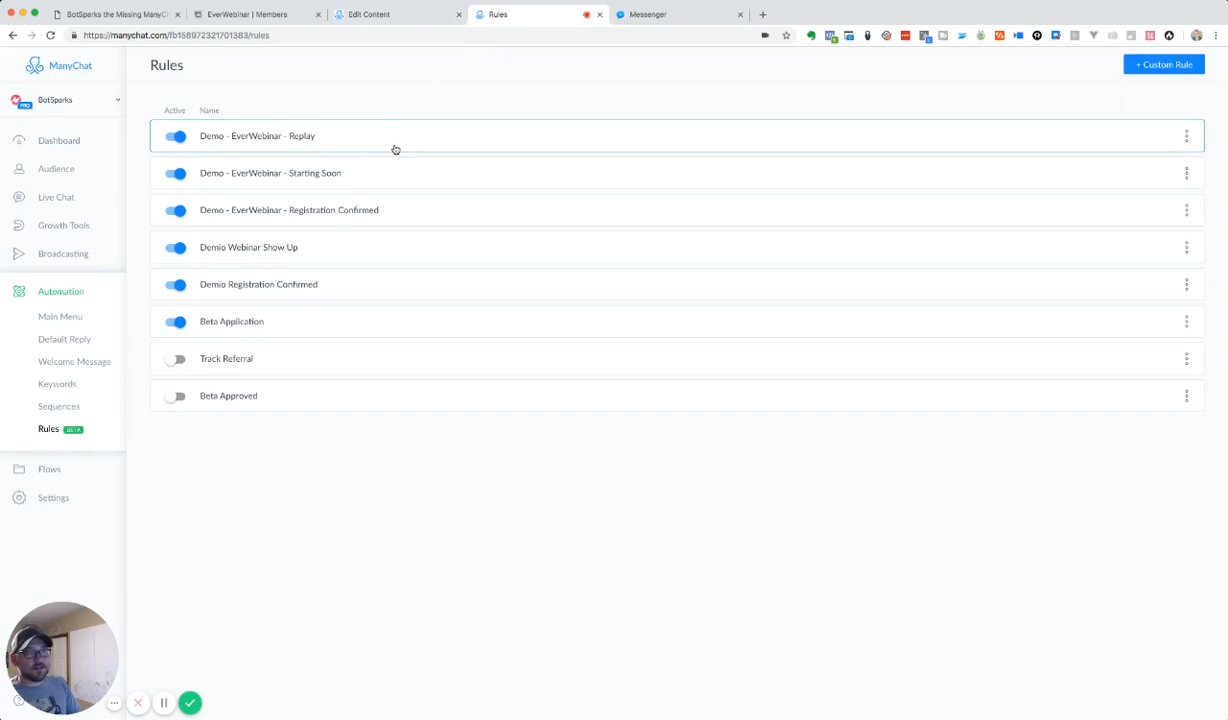 BotSparks the Missing ManyCh
EverWebinar | Members
Edit Content
Rules
Messenger
https://manychat.com/fb158972321701383/rules
ManyChat
Rules
+ Custom Rule
BotSparks
PRO
Active Name
Dashboard
Demo - EverWebinar - Replay
Audience
Demo - EverWebinar - Starting Soon
Live Chat
Growth Tools
Demo - EverWebinar - Registration Confirmed
Broadcasting
Demio Webinar Show Up
Automation
Demio Registration Confirmed
Main Menu
Beta Application
Default Reply
Welcome Message
Track Referral
Keywords
Beta Approved
Sequences
Rules BETA
Flows
Settings